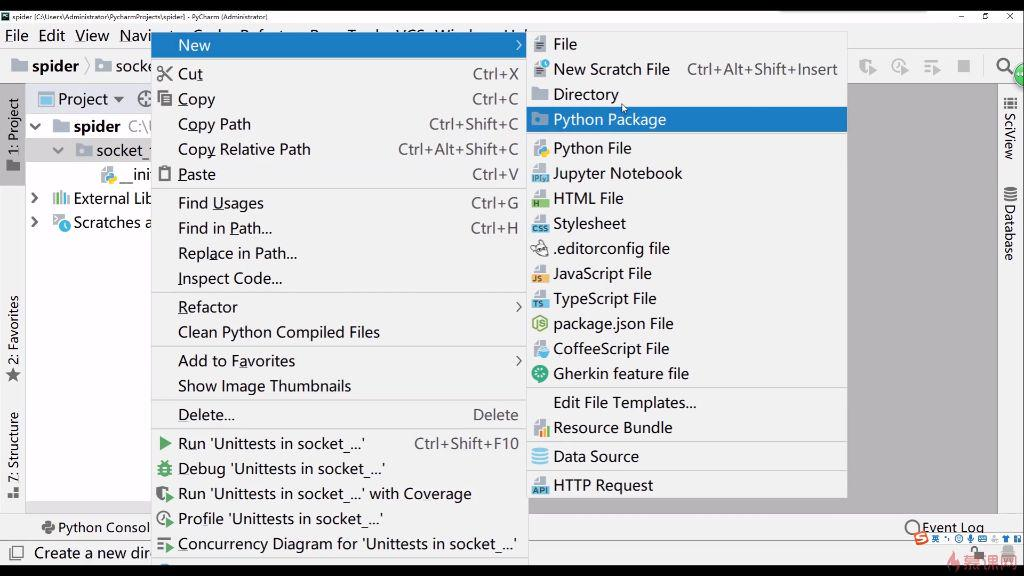 spider [C:\Users\Administrator\PycharmProjects\spider] - PyCharm (Administrator)
File Edit View
spider
Project
1: Project
spider
External
Scratches
2: Favorites
7: Structure
New
Cut Ctrl+X
Copy Ctrl+C
Copy Path Ctrl+Shift+C
Copy Relative Path Ctrl+Alt+Shift+C
Paste Ctrl+V
Find Usages Ctrl+G
Find in Path... Ctrl+H
Replace in Path...
Inspect Code...
Refactor
Clean Python Compiled Files
Add to Favorites
Show Image Thumbnails
Delete... Delete
Run 'Unittests in socket_...' Ctrl+Shift+F10
Debug 'Unittests in socket_...'
Run 'Unittests in socket_...' with Coverage
Profile 'Unittests in socket_...'
Concurrency Diagram for 'Unittests in socket_...'
File
New Scratch File Ctrl+Alt+Shift+Insert
Directory
Python Package
Python File
Jupyter Notebook
HTML File
Stylesheet
.editorconfig file
JavaScript File
TypeScript File
package.json File
CoffeeScript File
Gherkin feature file
Edit File Templates...
Resource Bundle
Data Source
HTTP Request
SciView
Database
Python Consol
Event Log
Create a new dir
英
慕课网